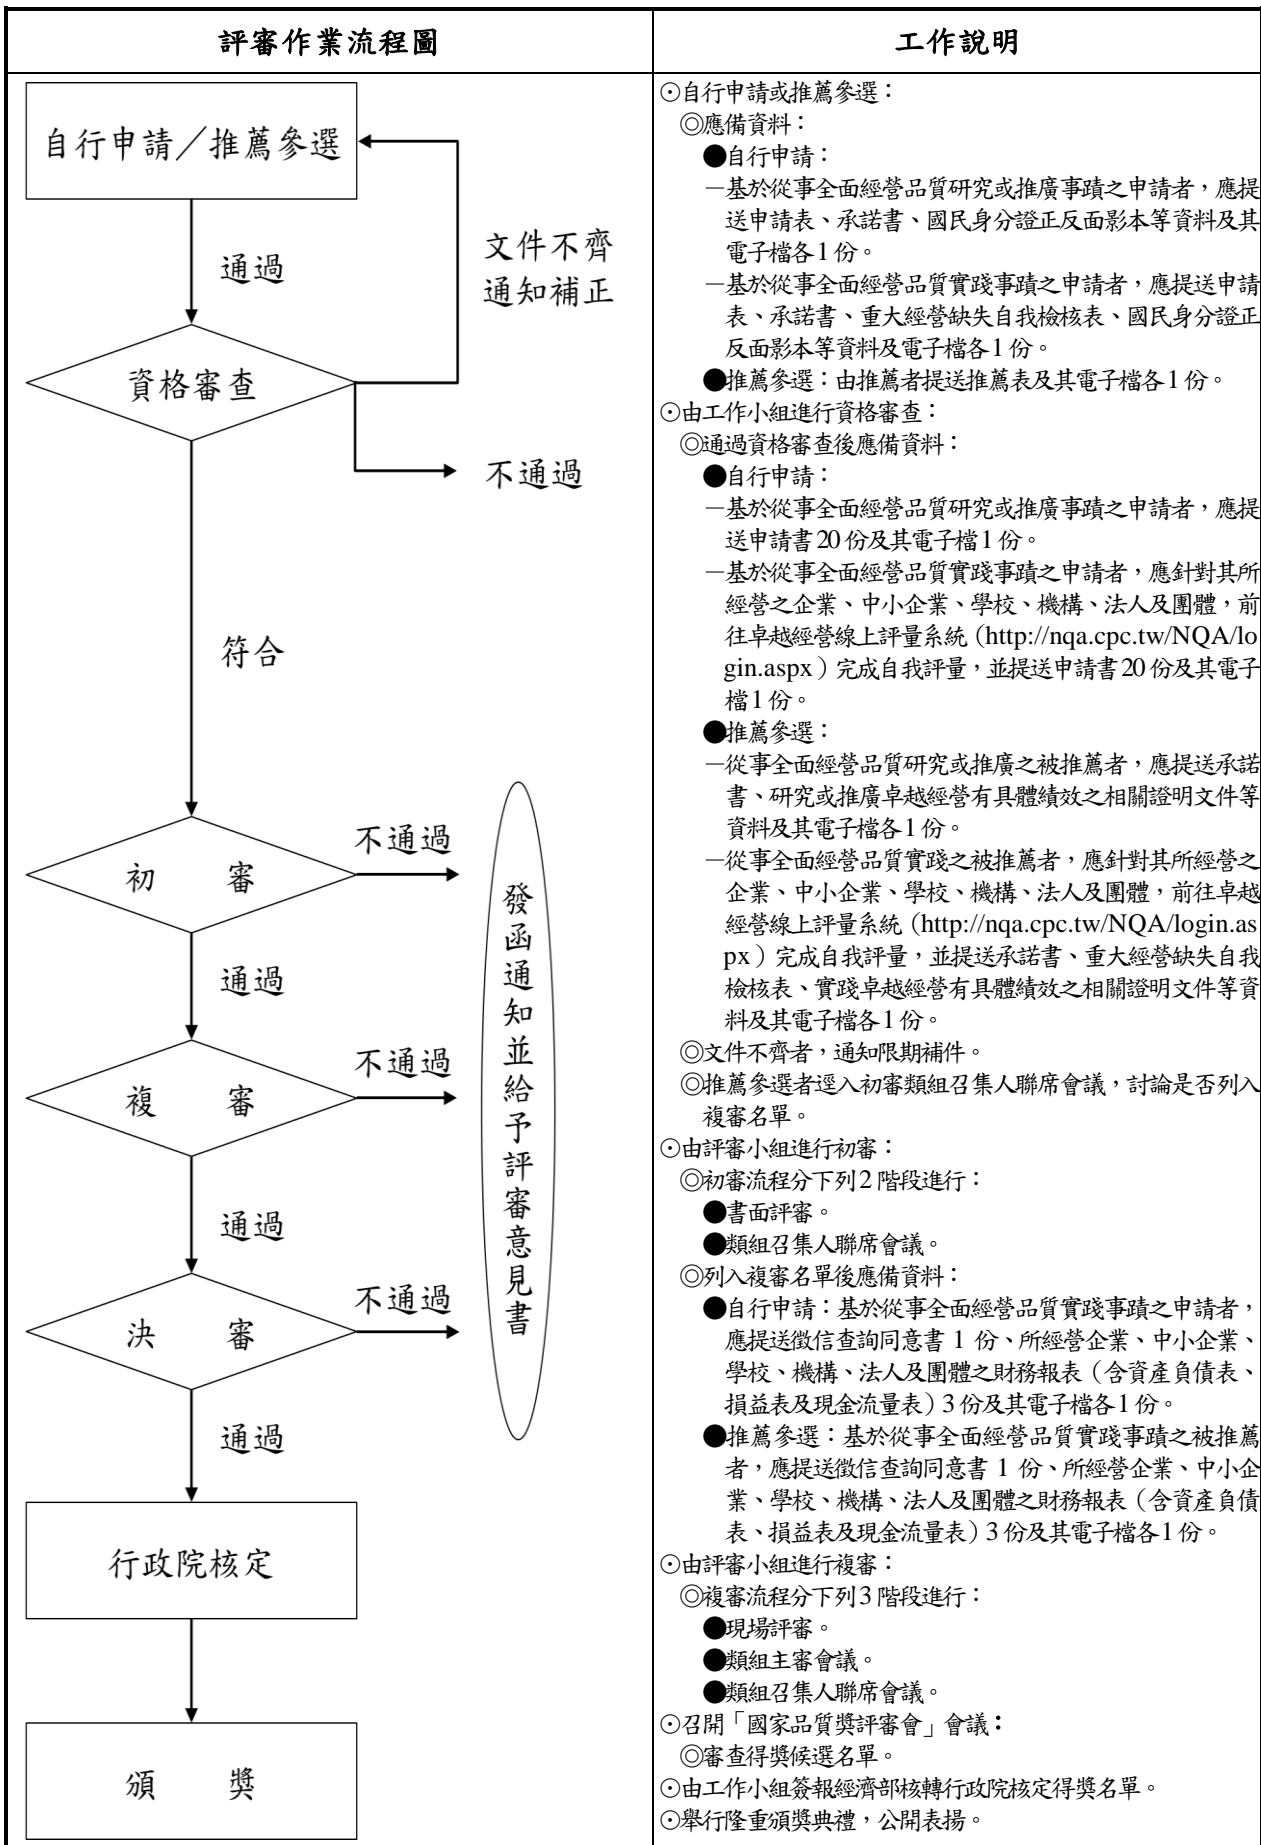 評審作業流程圖
工作說明
自行申請／推薦參選
通過
文件不齊
通知補正
資格審查
不通過
符合
初　審
不通過
通過
複　審
不通過
通過
決　審
不通過
通過
發函通知並給予評審意見書
行政院核定
頒　獎
⊙自行申請或推薦參選：
◎應備資料：
●自行申請：
－基於從事全面經營品質研究或推廣事蹟之申請者，應提
送申請表、承諾書、國民身分證正反面影本等資料及其
電子檔各1份。
－基於從事全面經營品質實踐事蹟之申請者，應提送申請
表、承諾書、重大經營缺失自我檢核表、國民身分證正
反面影本等資料及電子檔各1份。
●推薦參選：由推薦者提送推薦表及其電子檔各1份。
⊙由工作小組進行資格審查：
◎通過資格審查後應備資料：
●自行申請：
－基於從事全面經營品質研究或推廣事蹟之申請者，應提
送申請書20份及其電子檔1份。
－基於從事全面經營品質實踐事蹟之申請者，應針對其所
經營之企業、中小企業、學校、機構、法人及團體，前
往卓越經營線上評量系統（http://nqa.cpc.tw/NQA/lo
gin.aspx）完成自我評量，並提送申請書20份及其電子
檔1份。
●推薦參選：
－從事全面經營品質研究或推廣之被推薦者，應提送承諾
書、研究或推廣卓越經營有具體績效之相關證明文件等
資料及其電子檔各1份。
－從事全面經營品質實踐之被推薦者，應針對其所經營之
企業、中小企業、學校、機構、法人及團體，前往卓越
經營線上評量系統（http://nqa.cpc.tw/NQA/login.as
px）完成自我評量，並提送承諾書、重大經營缺失自我
檢核表、實踐卓越經營有具體績效之相關證明文件等資
料及其電子檔各1份。
◎文件不齊者，通知限期補件。
◎推薦參選者逕入初審類組召集人聯席會議，討論是否列入
複審名單。
⊙由評審小組進行初審：
◎初審流程分下列2階段進行：
●書面評審。
●類組召集人聯席會議。
◎列入複審名單後應備資料：
●自行申請：基於從事全面經營品質實踐事蹟之申請者，
應提送徵信查詢同意書 1 份、所經營企業、中小企業、
學校、機構、法人及團體之財務報表（含資產負債表、
損益表及現金流量表）3份及其電子檔各1份。
●推薦參選：基於從事全面經營品質實踐事蹟之被推薦
者，應提送徵信查詢同意書 1 份、所經營企業、中小企
業、學校、機構、法人及團體之財務報表（含資產負債
表、損益表及現金流量表）3份及其電子檔各1份。
⊙由評審小組進行複審：
◎複審流程分下列3階段進行：
●現場評審。
●類組主審會議。
●類組召集人聯席會議。
⊙召開「國家品質獎評審會」會議：
◎審查得獎候選名單。
⊙由工作小組簽報經濟部核轉行政院核定得獎名單。
⊙舉行隆重頒獎典禮，公開表揚。